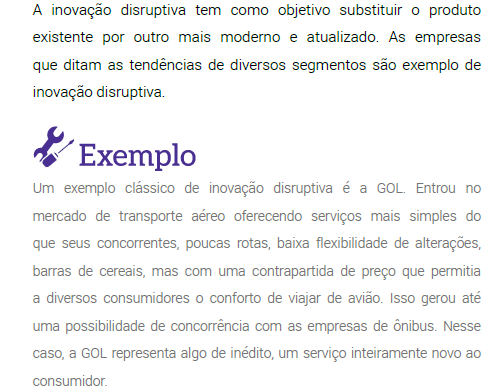 A inovação disruptiva tem como objetivo substituir o produto
existente por outro mais moderno e atualizado. As empresas
que ditam as tendências de diversos segmentos são exemplo de
inovação disruptiva.
Exemplo
Um exemplo clássico de inovação disruptiva é a GOL. Entrou no
mercado de transporte aéreo oferecendo serviços mais simples do
que seus concorrentes, poucas rotas, baixa flexibilidade de alterações,
barras de cereais, mas com uma contrapartida de preço que permitia
a diversos consumidores o conforto de viajar de avião. Isso gerou até
uma possibilidade de concorrência com as empresas de ônibus. Nesse
caso, a GOL representa algo de inédito, um serviço inteiramente novo ao
consumidor.